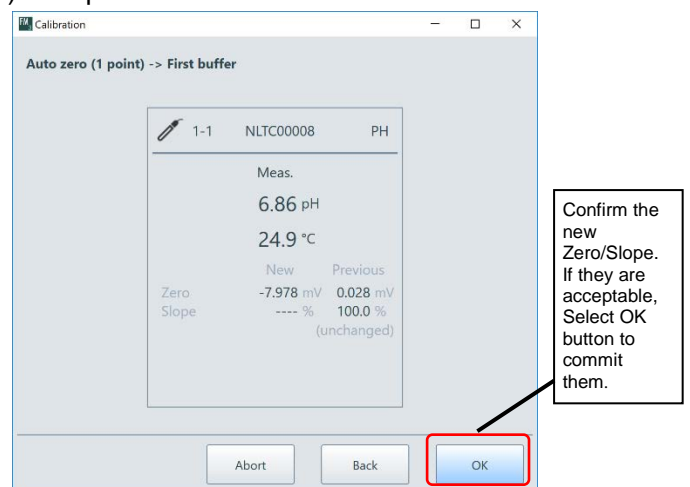 FM Calibration
Auto zero (1 point) -> First buffer
1-1 NLTC00008 PH
Meas.
6.86 pH
24.9 °C
New Previous
Zero -7.978 mV 0.028 mV
Slope ---- % 100.0 %
(unchanged)
Abort Back OK
Confirm the
new
Zero/Slope.
If they are
acceptable,
Select OK
button to
commit
them.